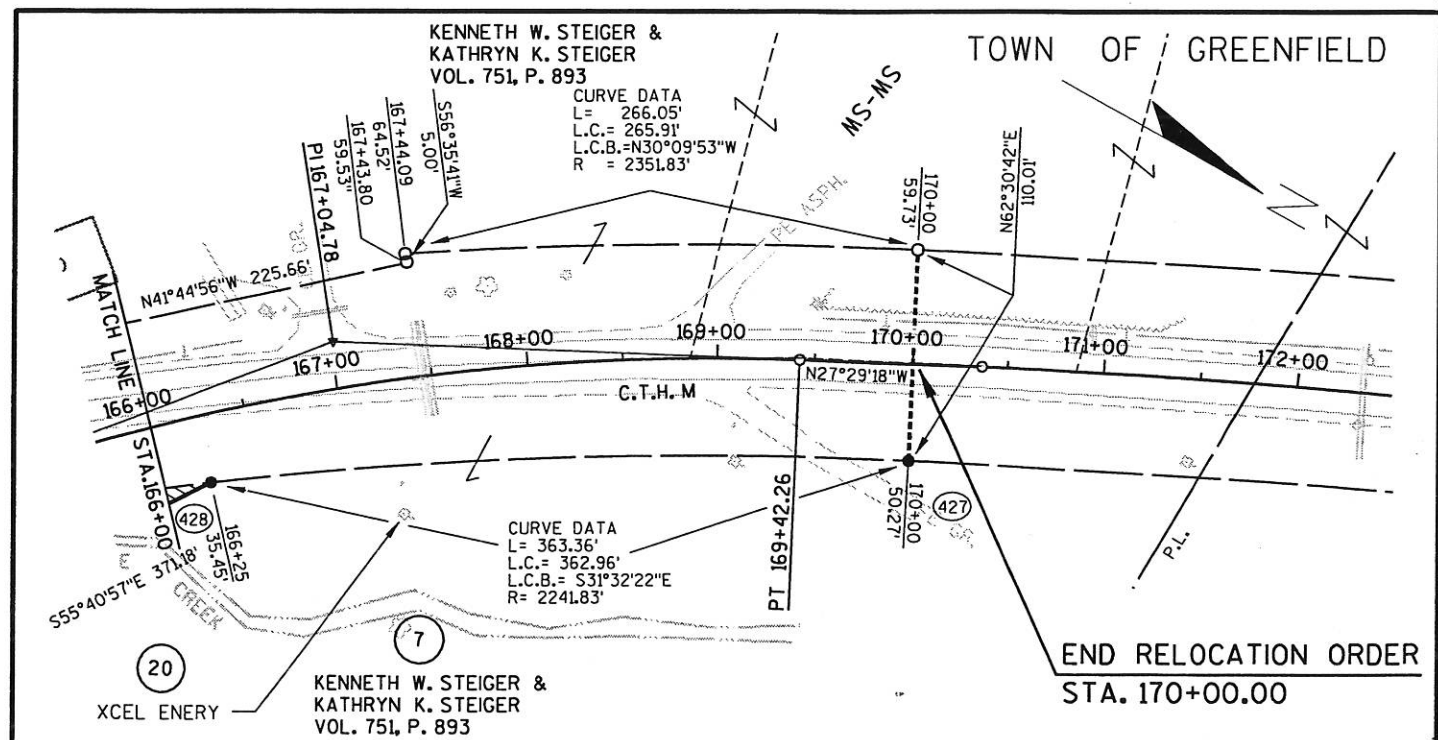 KENNETH W. STEIGER &
KATHRYN K. STEIGER
VOL. 751, P. 893
TOWN OF GREENFIELD
SW-SW
CURVE DATA
L= 266.05'
L.C.= 265.91'
L.C.B.=N30°09'53"W
R = 2351.83'
S56°35'41"W
5.00'
167+44.09
64.52'
167+43.80
59.53"
PI 167+04.78
170+00
59.73'
N62°30'42"E
110.01'
PE
ASPH.
MATCH LINE STA.166+00
N41°44'56"W 225.66'
166+00
167+00
168+00
169+00
170+00
171+00
172+00
N27°29'18"W
C.T.H. M
428
166+25
35.45'
S55°40'57"E 371.18'
CREEK
CURVE DATA
L= 363.36'
L.C.= 362.96'
L.C.B.= S31°32'22"E
R= 2241.83'
PT 169+42.26
170+00
50.27'
427
P.L.
20
XCEL ENERY
7
KENNETH W. STEIGER &
KATHRYN K. STEIGER
VOL. 751, P. 893
END RELOCATION ORDER
STA. 170+00.00